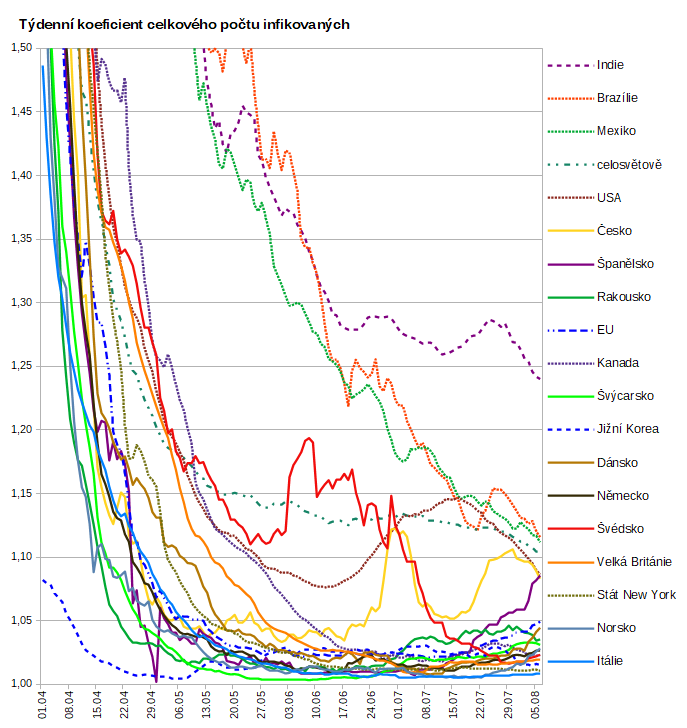 Týdenní koeficient celkového počtu infikovaných
1,50
1,45
1,40
1,35
1,30
1,25
1,20
1,15
1,10
1,05
1,00
01.04
08.04
15.04
22.04
29.04
06.05
13.05
20.05
27.05
03.06
10.06
17.06
24.06
01.07
08.07
15.07
22.07
29.07
05.08
Indie
Brazílie
Mexiko
celosvětově
USA
Česko
Španělsko
Rakousko
EU
Kanada
Švýcarsko
Jižní Korea
Dánsko
Německo
Švédsko
Velká Británie
Stát New York
Norsko
Itálie